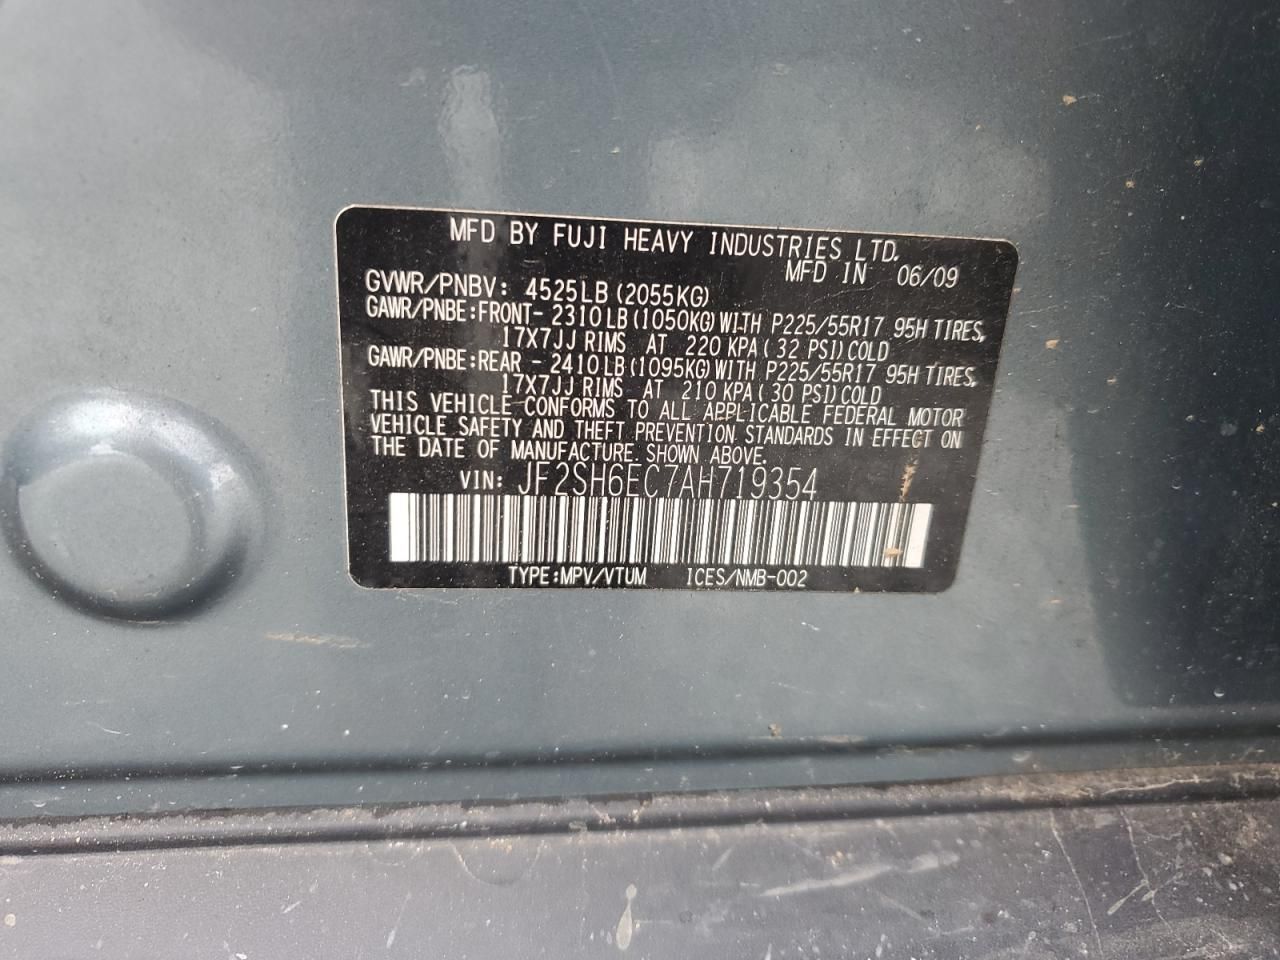 MFD BY FUJI HEAVY INDUSTRIES LTD.
MFD IN 06/09
GVWR/PNBV: 4525LB (2055KG)
GAWR/PNBE:FRONT- 2310LB(1050KG)WITH P225/55R17 95H TIRES,
17X7JJ RIMS AT 220 KPA( 32 PSI)COLD
GAWR/PNBE:REAR - 2410LB(1095KG)WITH P225/55R17 95H TIRES,
17X7JJ RIMS AT 210 KPA( 30 PSI)COLD
THIS VEHICLE CONFORMS TO ALL APPLICABLE FEDERAL MOTOR
VEHICLE SAFETY AND THEFT PREVENTION STANDARDS IN EFFECT ON
THE DATE OF MANUFACTURE SHOWN ABOVE.
VIN: JF2SH6EC7AH719354
TYPE:MPV/VTUM ICES/NMB-002